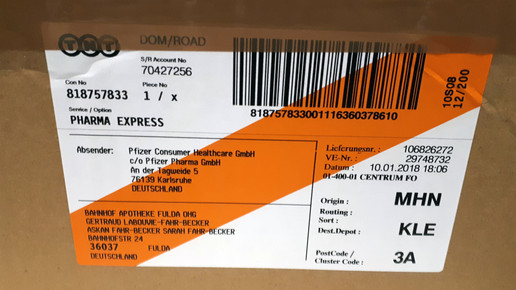 TNT DOM/ROAD
S/R Account No
70427256
Con No Piece No
818757833 1 / x
Service / Option
PHARMA EXPRESS
818757833001116360378610
10S08
12/200
Absender: Pfizer Consumer Healthcare GmbH
c/o Pfizer Pharma GmbH
An der Tagweide 5
76139 Karlsruhe
DEUTSCHLAND
Lieferungsnr. : 106826272
VE-Nr. : 29748732
Datum : 10.01.2018 18:06
01-400-01 CENTRUM FO
BAHNHOF APOTHEKE FULDA OHG
GERTRAUD LABOUVIE-FAHR-BECKER
ASKAN FAHR-BECKER SARAH FAHR-BECKER
BAHNHOFSTR 24
36037 FULDA
DEUTSCHLAND
Origin : MHN
Routing :
Sort :
Dest.Depot : KLE
PostCode /
Cluster Code : 3A